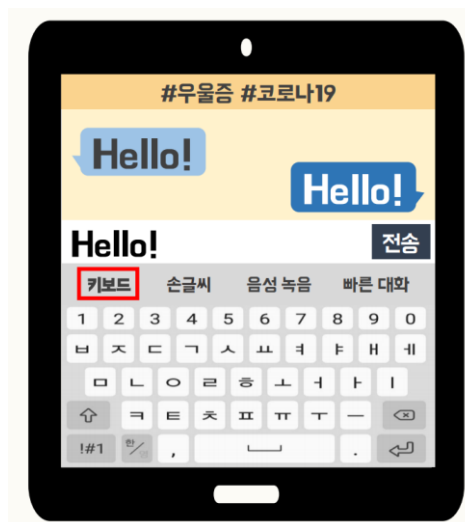 #우울증 #코로나19
Hello!
Hello!
Hello! 전송
키보드 손글씨 음성 녹음 빠른 대화
1 2 3 4 5 6 7 8 9 0
ㅂ ㅈ ㄷ ㄱ ㅅ ㅛ ㅕ ㅑ ㅐ ㅔ
ㅁ ㄴ ㅇ ㄹ ㅎ ㅗ ㅓ ㅏ ㅣ
ㅋ ㅌ ㅊ ㅍ ㅠ ㅜ ㅡ
!#1 한/ , .